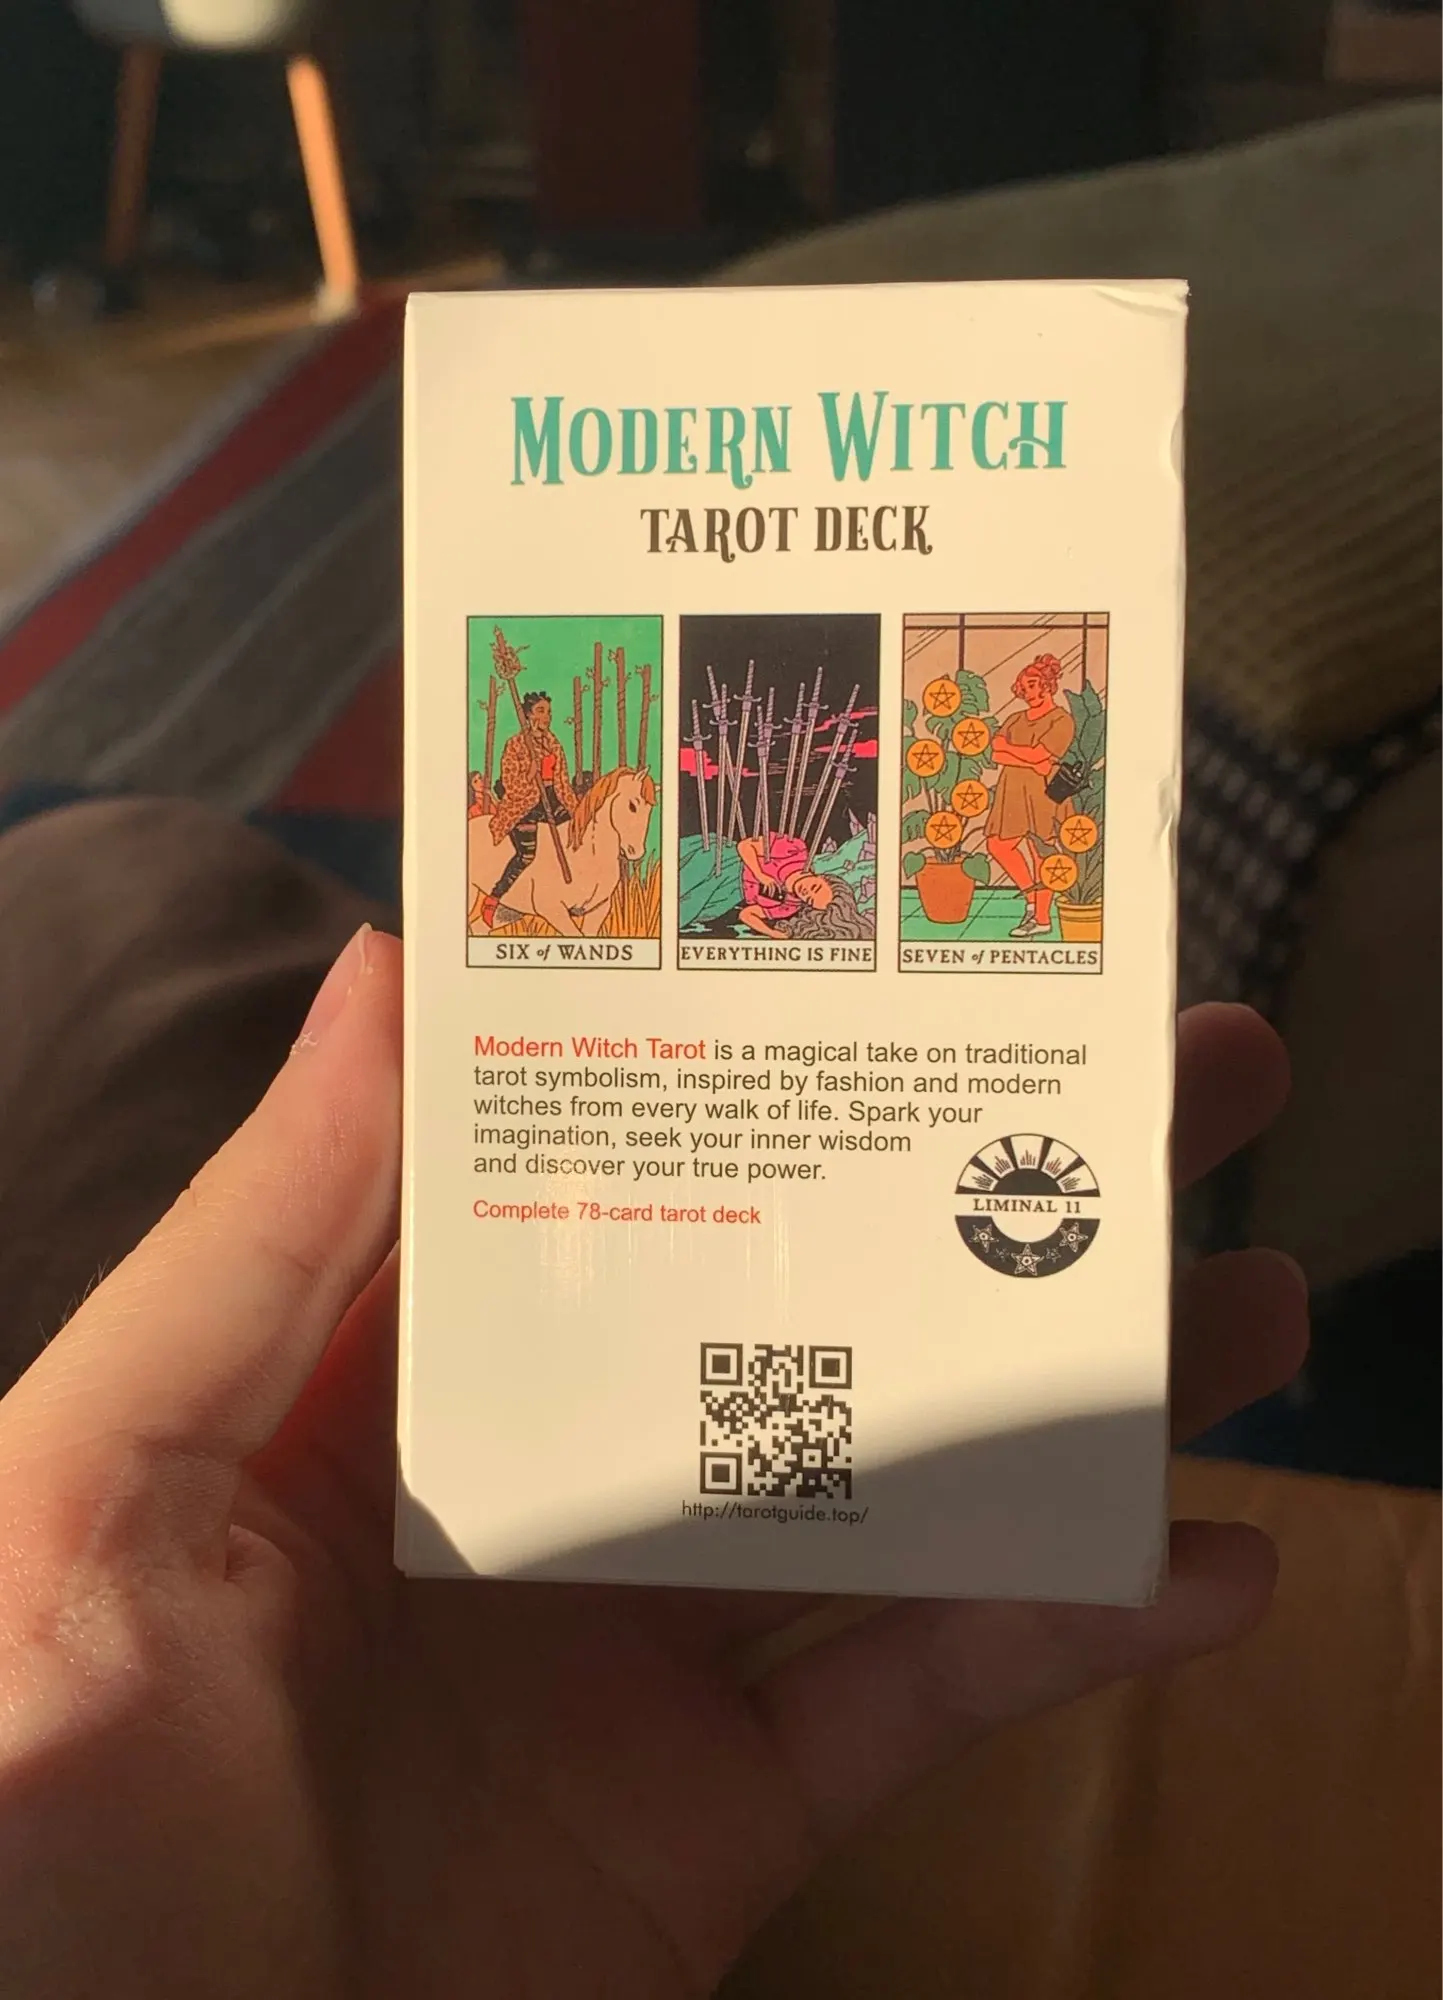 MODERN WITCH
TAROT DECK
SIX of WANDS
EVERYTHING IS FINE
SEVEN of PENTACLES
Modern Witch Tarot is a magical take on traditional
tarot symbolism, inspired by fashion and modern
witches from every walk of life. Spark your
imagination, seek your inner wisdom
and discover your true power.
LIMINAL 11
Complete 78-card tarot deck
http://tarotguide.top/